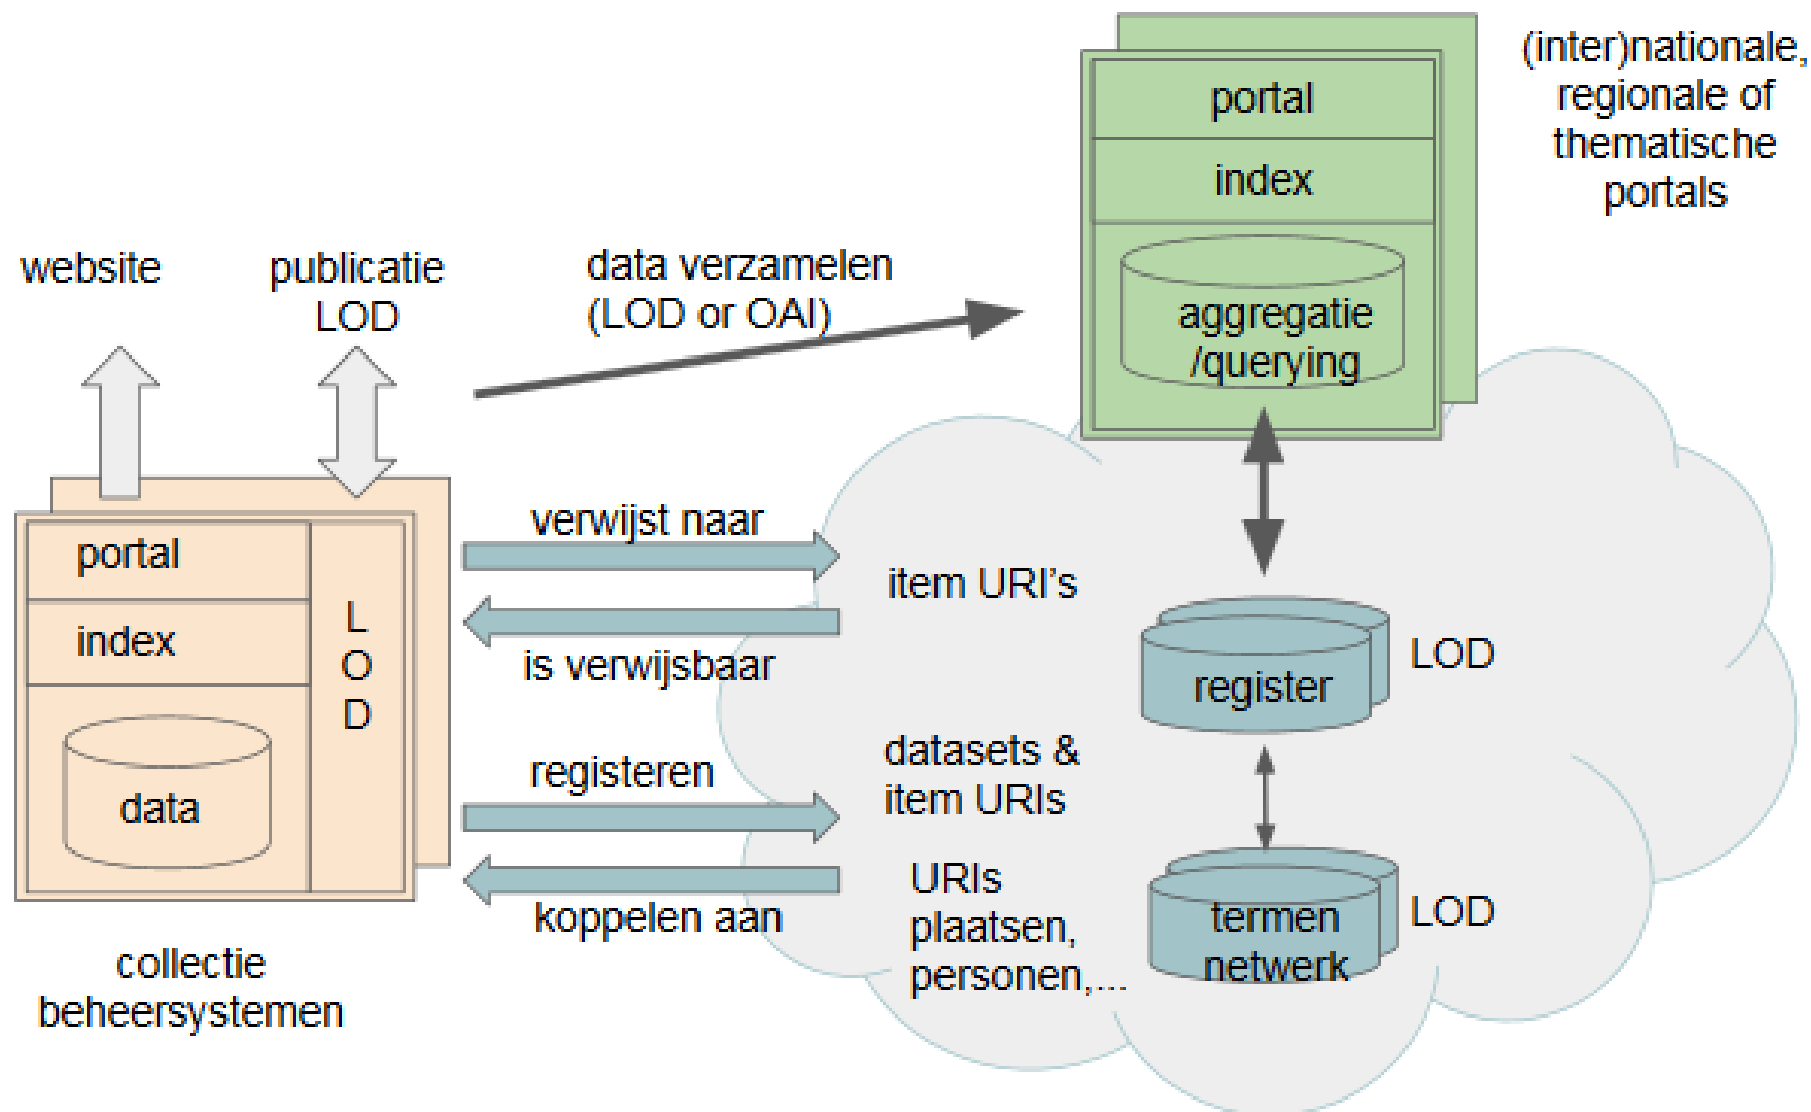 (inter)nationale,
regionale of
thematische
portals
portal
index
aggregatie
/querying
website
publicatie
LOD
data verzamelen
(LOD or OAI)
portal
index
data
L
O
D
collectie
beheersystemen
verwijst naar
is verwijsbaar
registeren
koppelen aan
item URI's
datasets &
item URIs
URIs
plaatsen,
personen,...
register
LOD
termen
netwerk
LOD